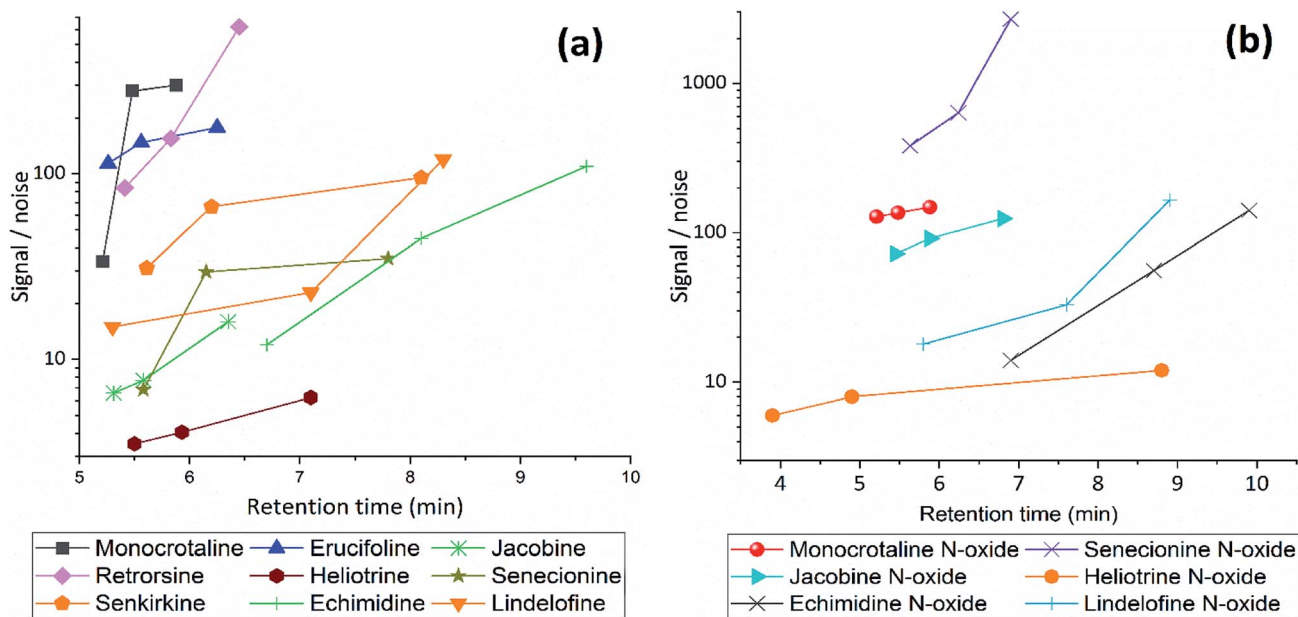 (a)
Signal / noise
100
10
5 6 7 8 9 10
Retention time (min)
Monocrotaline Erucifoline Jacobine
Retrorsine Heliotrine Senecionine
Senkirkine Echimidine Lindelofine
(b)
Signal / noise
1000
100
10
4 5 6 7 8 9 10
Retention time (min)
Monocrotaline N-oxide Senecionine N-oxide
Jacobine N-oxide Heliotrine N-oxide
Echimidine N-oxide Lindelofine N-oxide